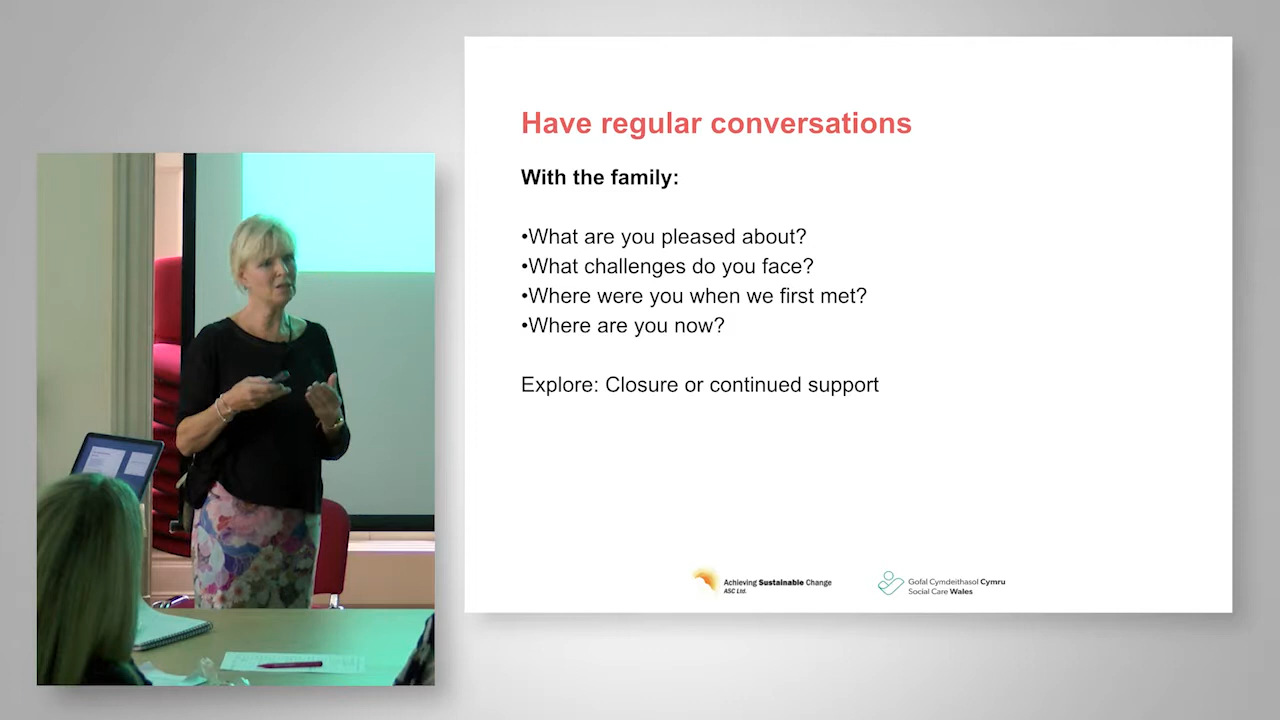 Have regular conversations
With the family:
•What are you pleased about?
•What challenges do you face?
•Where were you when we first met?
•Where are you now?
Explore: Closure or continued support
Achieving Sustainable Change
ASC Ltd.
Gofal Cymdeithasol Cymru
Social Care Wales